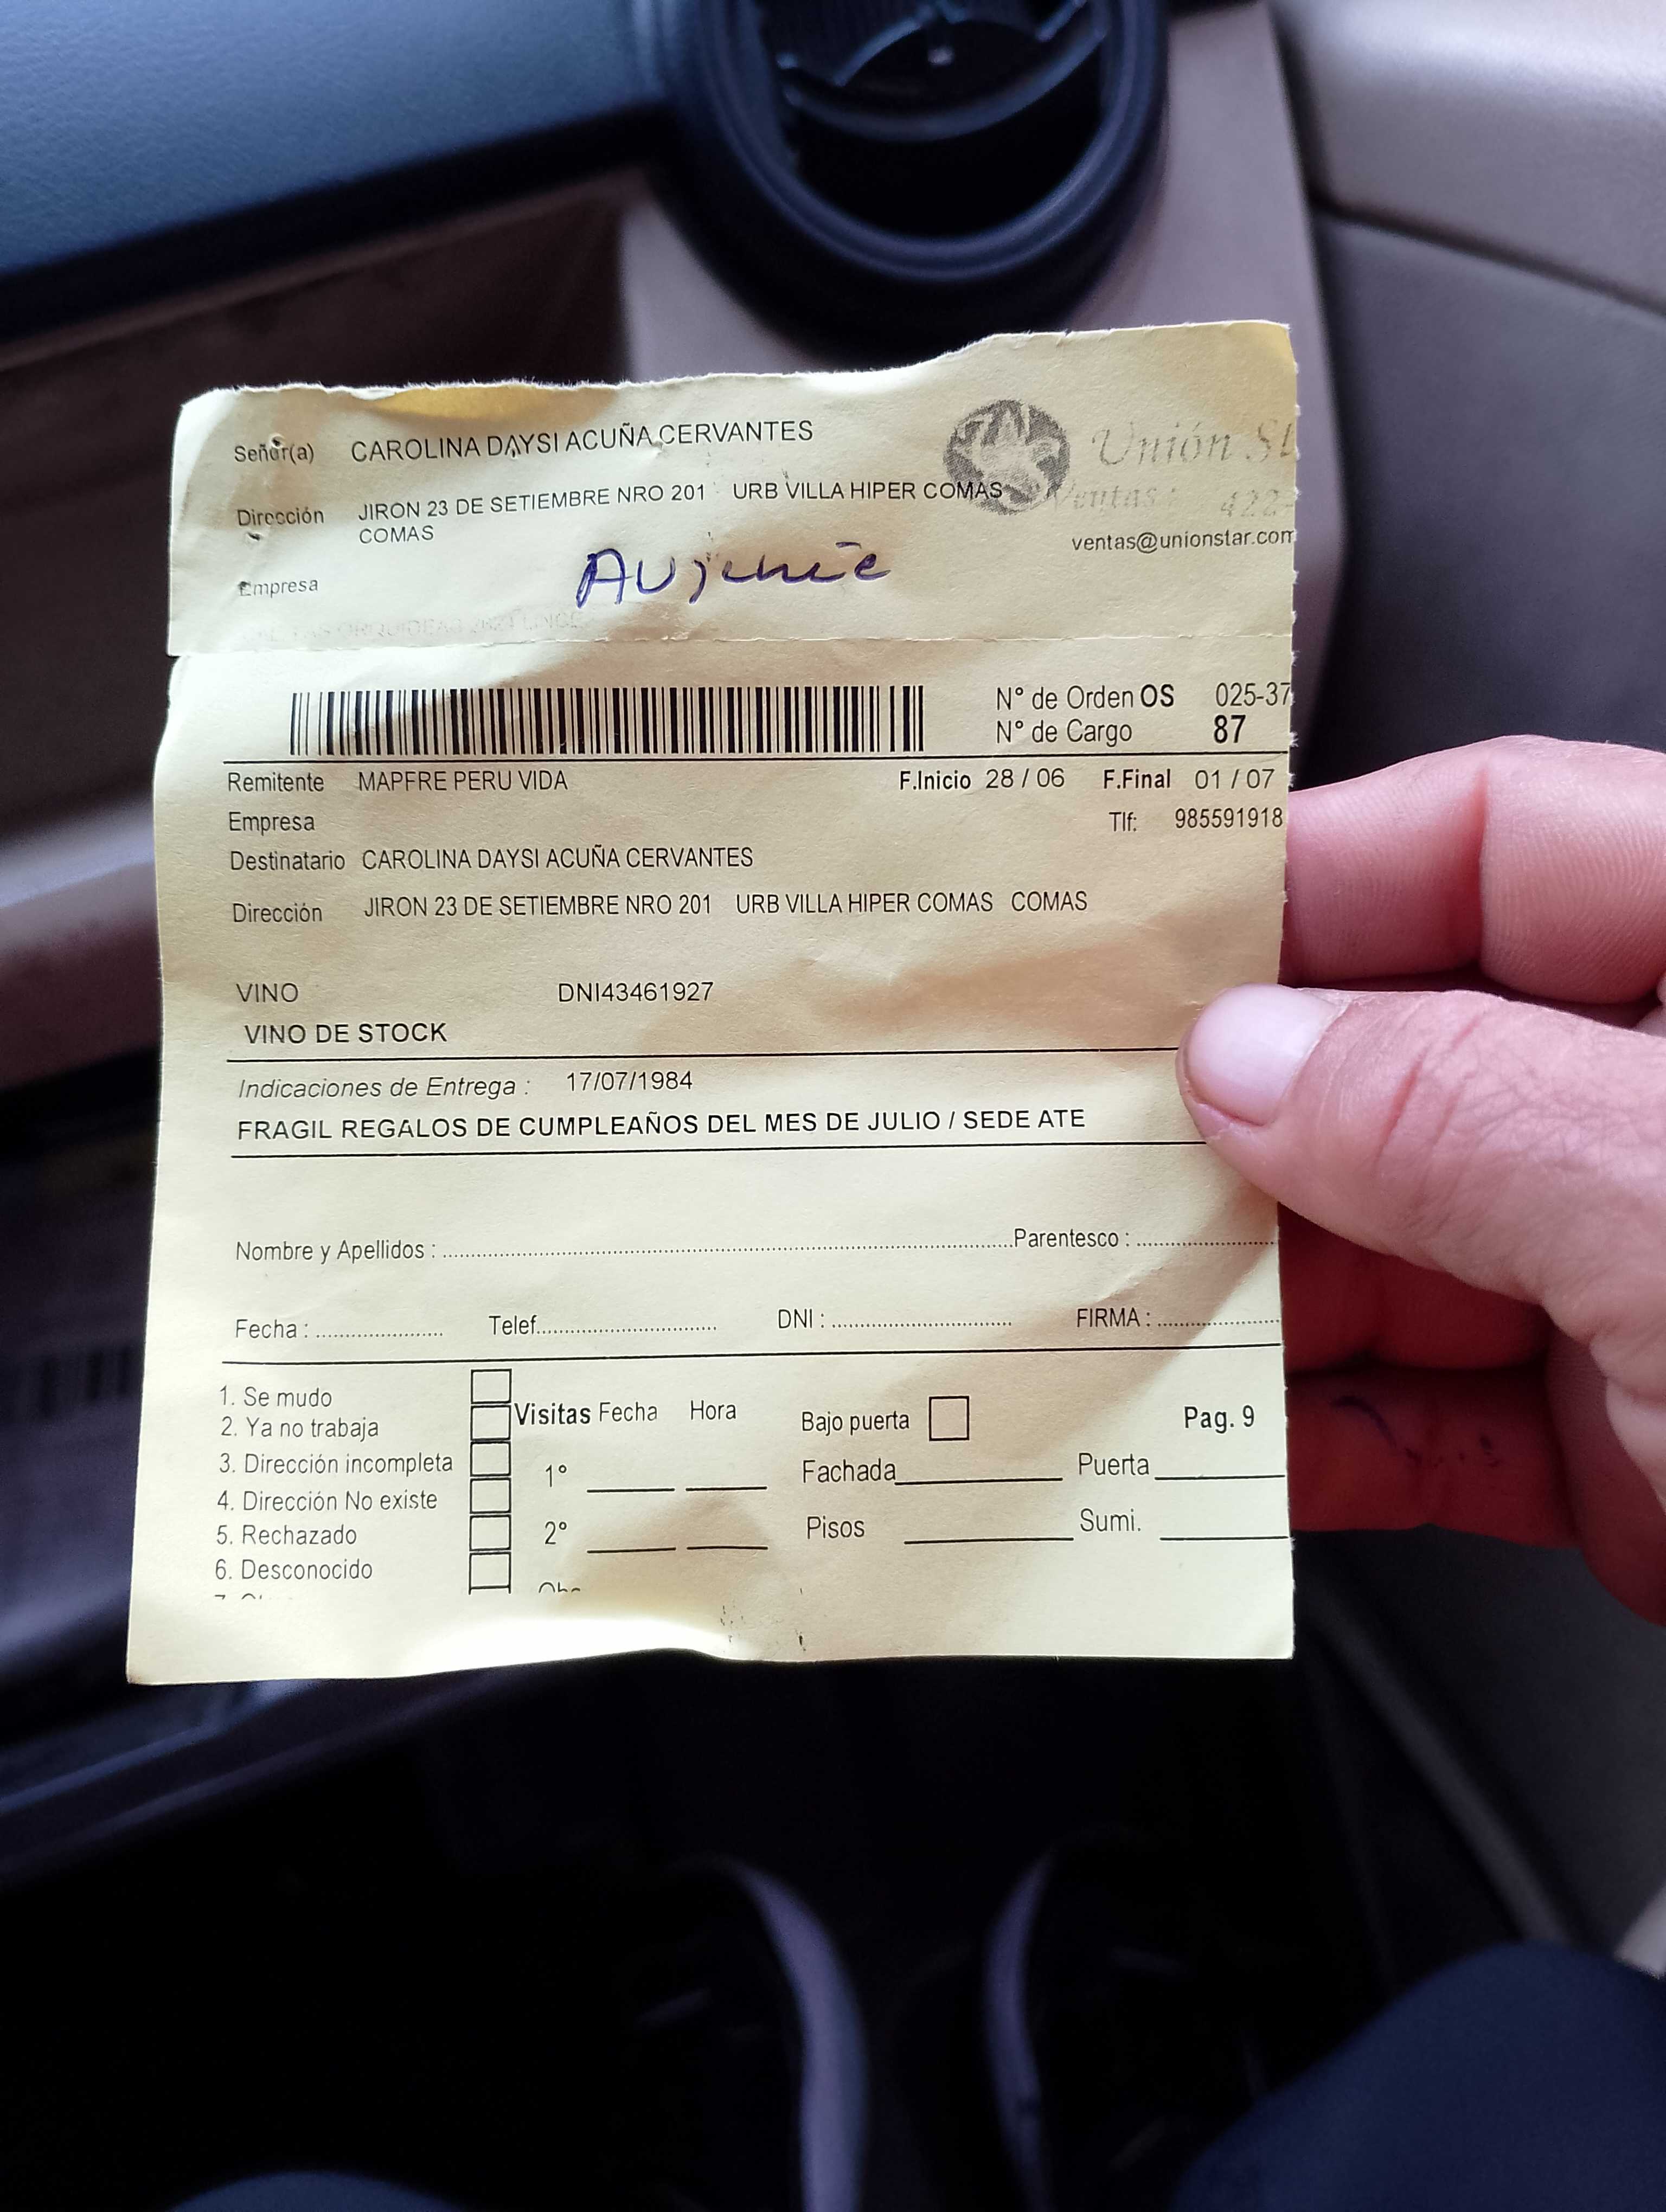 Señor(a) CAROLINA DAYSI ACUÑA CERVANTES
Unión St
Dirección JIRON 23 DE SETIEMBRE NRO 201 URB VILLA HIPER COMAS
COMAS
Ventas: 422-
ventas@unionstar.com
Empresa
N° de Orden OS 025-37
N° de Cargo 87
Remitente MAPFRE PERU VIDA F.Inicio 28 / 06 F.Final 01 / 07
Empresa Tlf: 985591918
Destinatario CAROLINA DAYSI ACUÑA CERVANTES
Dirección JIRON 23 DE SETIEMBRE NRO 201 URB VILLA HIPER COMAS COMAS
VINO DNI43461927
VINO DE STOCK
Indicaciones de Entrega : 17/07/1984
FRAGIL REGALOS DE CUMPLEAÑOS DEL MES DE JULIO / SEDE ATE
Nombre y Apellidos : Parentesco :
Fecha : Telef. DNI : FIRMA :
1. Se mudo
2. Ya no trabaja
3. Dirección incompleta
4. Dirección No existe
5. Rechazado
6. Desconocido
Visitas Fecha Hora
1°
2°
Bajo puerta Pag. 9
Fachada Puerta
Pisos Sumi.